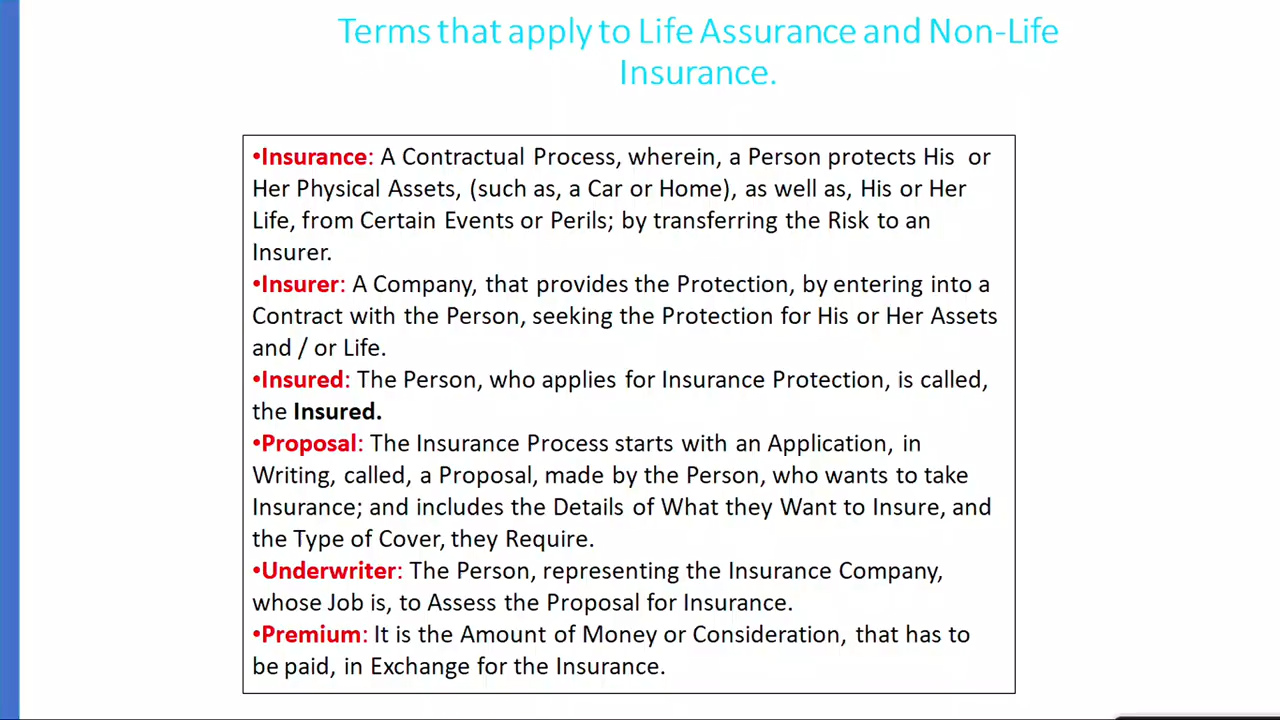 Terms that apply to Life Assurance and Non-Life
Insurance.
•Insurance: A Contractual Process, wherein, a Person protects His  or
Her Physical Assets, (such as, a Car or Home), as well as, His or Her
Life, from Certain Events or Perils; by transferring the Risk to an
Insurer.
•Insurer: A Company, that provides the Protection, by entering into a
Contract with the Person, seeking the Protection for His or Her Assets
and / or Life.
•Insured: The Person, who applies for Insurance Protection, is called,
the Insured.
•Proposal: The Insurance Process starts with an Application, in
Writing, called, a Proposal, made by the Person, who wants to take
Insurance; and includes the Details of What they Want to Insure, and
the Type of Cover, they Require.
•Underwriter: The Person, representing the Insurance Company,
whose Job is, to Assess the Proposal for Insurance.
•Premium: It is the Amount of Money or Consideration, that has to
be paid, in Exchange for the Insurance.